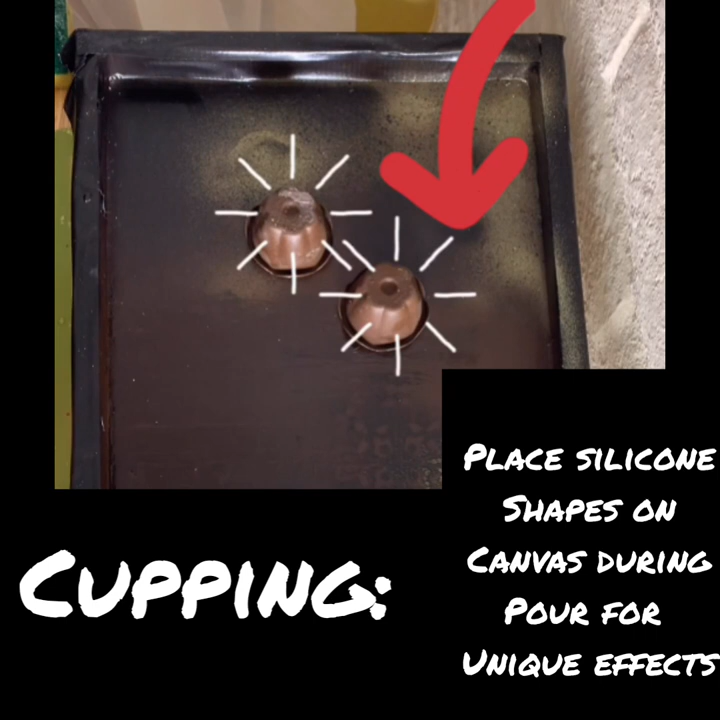 Place silicone
Shapes on
Canvas during
Pour for
Unique effects
Cupping: